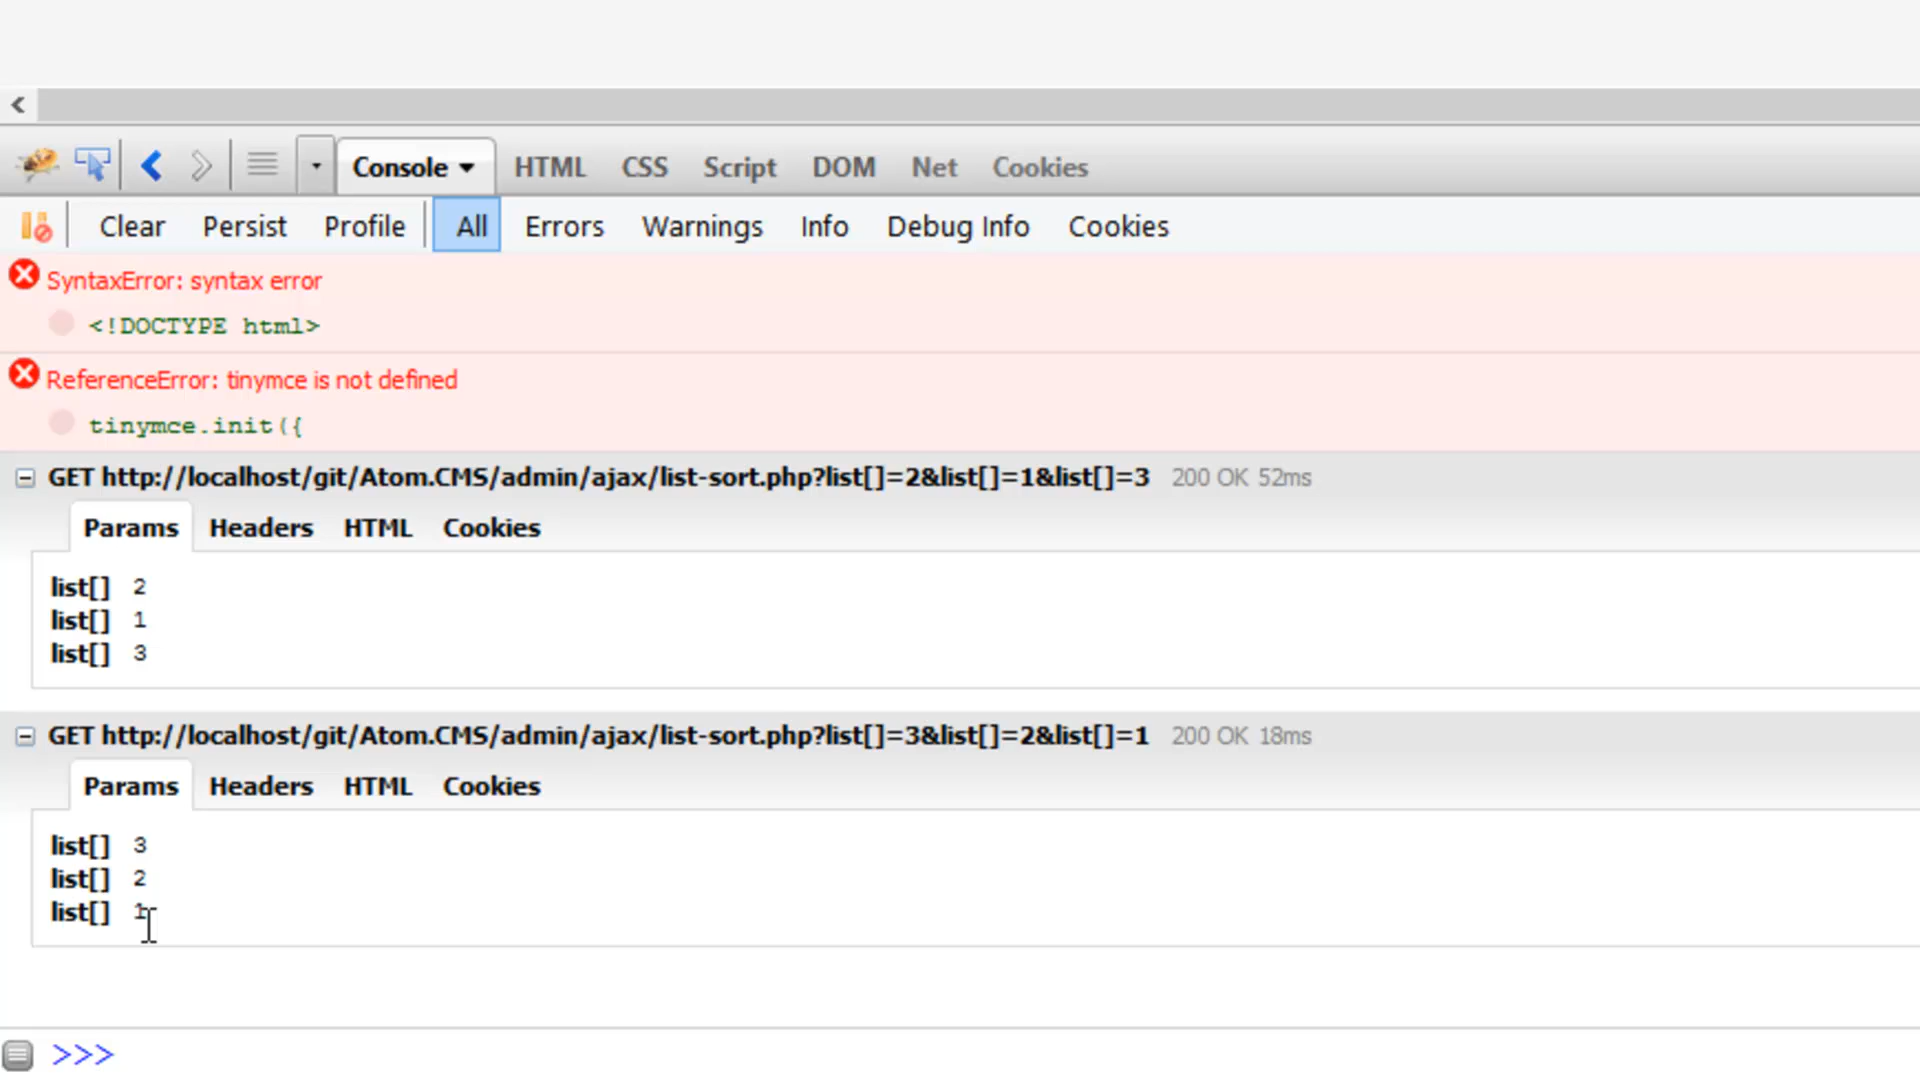 Console HTML CSS Script DOM Net Cookies
Clear Persist Profile All Errors Warnings Info Debug Info Cookies
SyntaxError: syntax error
<!DOCTYPE html>
ReferenceError: tinymce is not defined
tinymce.init({
GET http://localhost/git/Atom.CMS/admin/ajax/list-sort.php?list[]=2&list[]=1&list[]=3 200 OK 52ms
Params Headers HTML Cookies
list[] 2
list[] 1
list[] 3
GET http://localhost/git/Atom.CMS/admin/ajax/list-sort.php?list[]=3&list[]=2&list[]=1 200 OK 18ms
Params Headers HTML Cookies
list[] 3
list[] 2
list[] 1
>>>